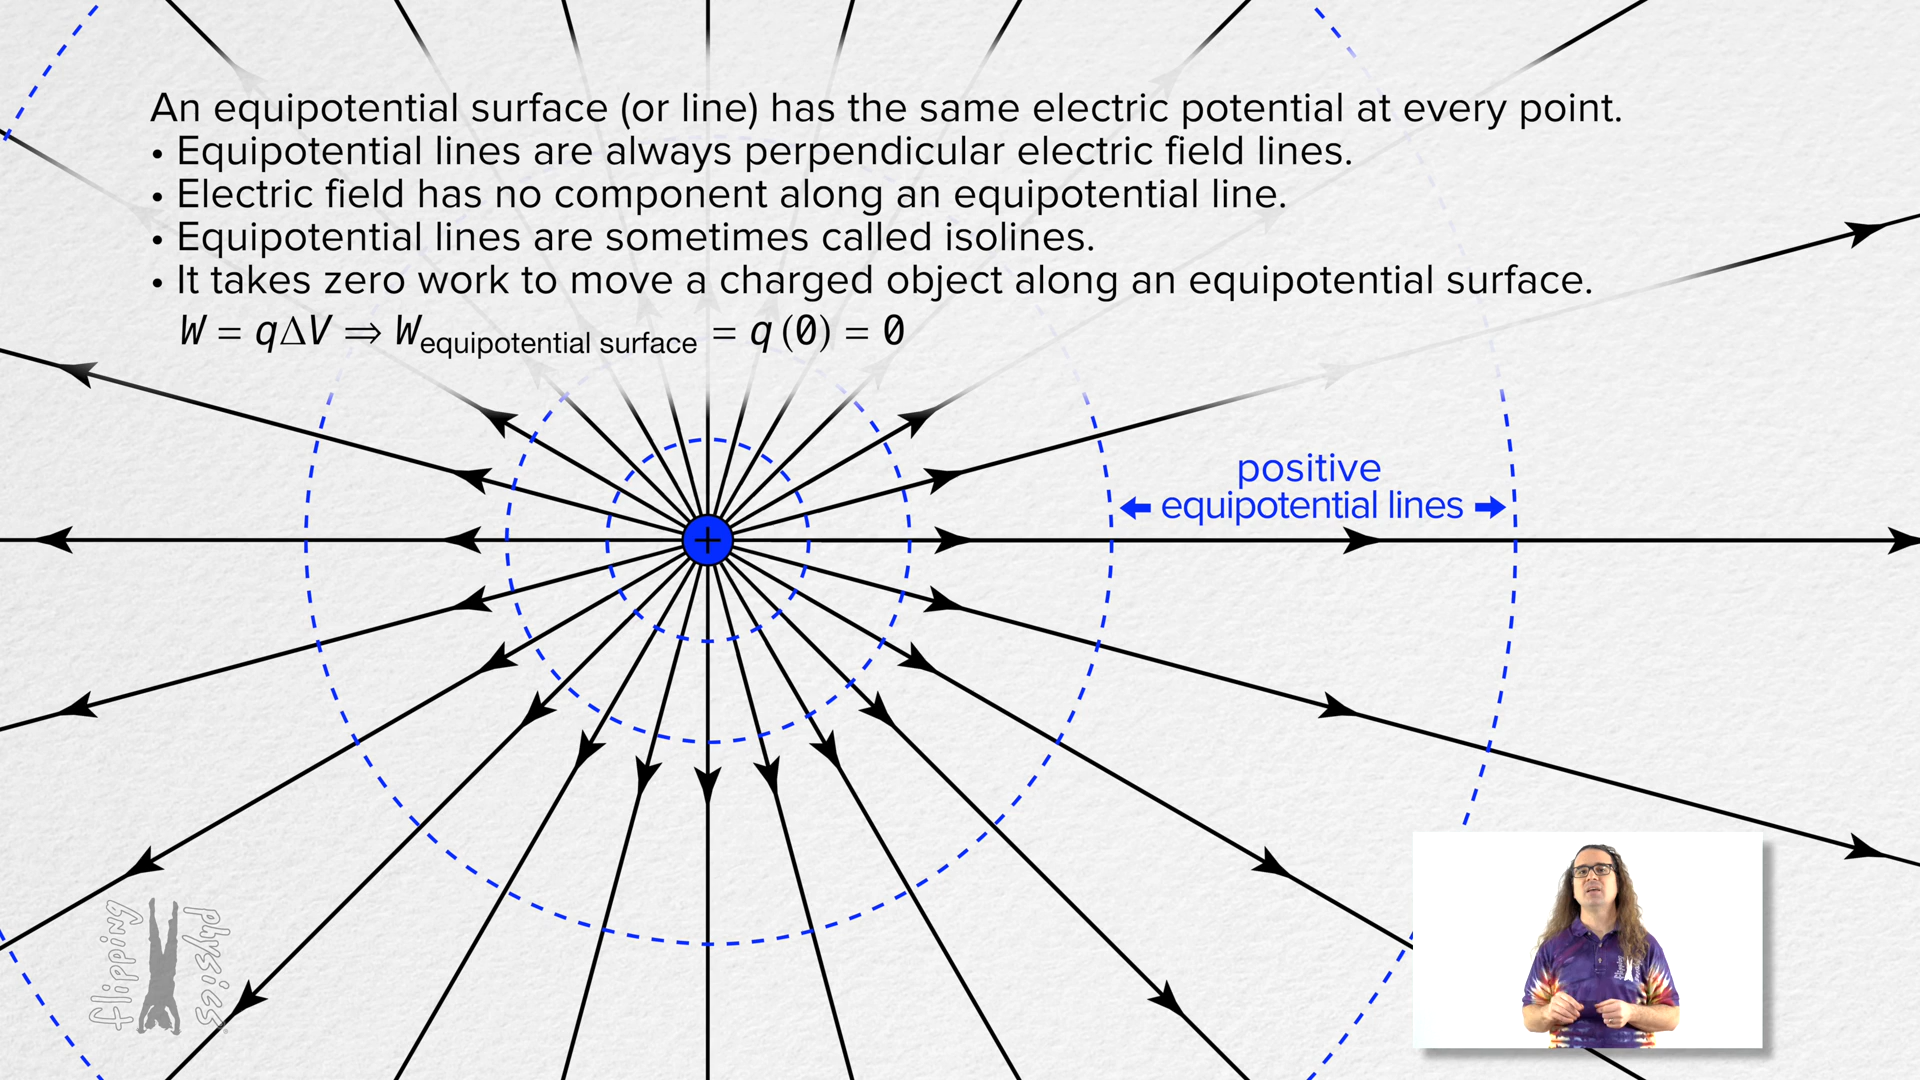 An equipotential surface (or line) has the same electric potential at every point.
• Equipotential lines are always perpendicular electric field lines.
• Electric field has no component along an equipotential line.
• Equipotential lines are sometimes called isolines.
• It takes zero work to move a charged object along an equipotential surface.
W = qΔV ⇒ W equipotential surface = q (0) = 0
positive
equipotential lines
+
flipping
physics